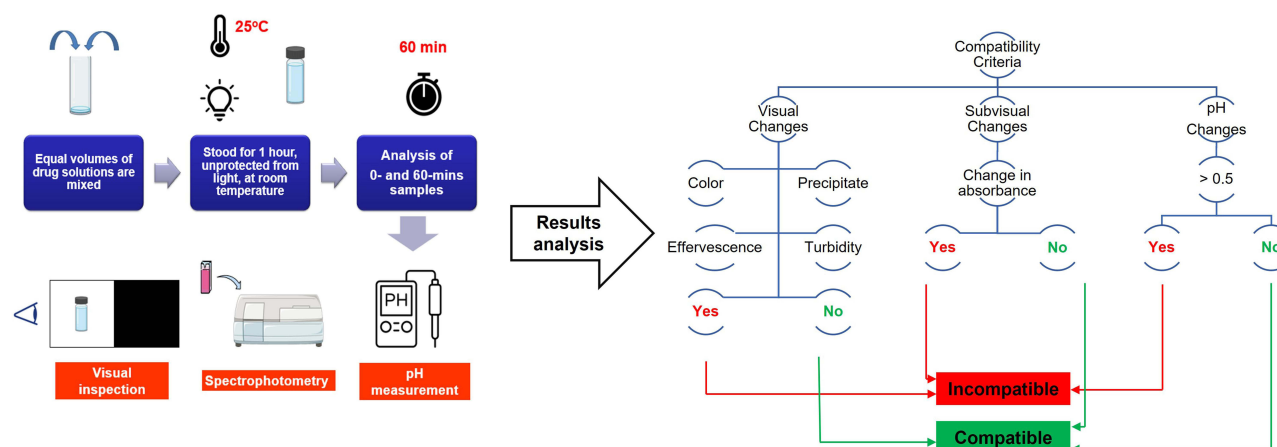 25ºC
60 min
Equal volumes of
drug solutions are
mixed
Stood for 1 hour,
unprotected from
light, at room
temperature
Analysis of
0- and 60-mins
samples
PH
Visual
inspection
Spectrophotometry
pH
measurement
Results
analysis
Compatibility
Criteria
Visual
Changes
Subvisual
Changes
pH
Changes
Color
Precipitate
Change in
absorbance
> 0.5
Effervescence
Turbidity
Yes
No
Yes
No
Yes
No
Incompatible
Compatible